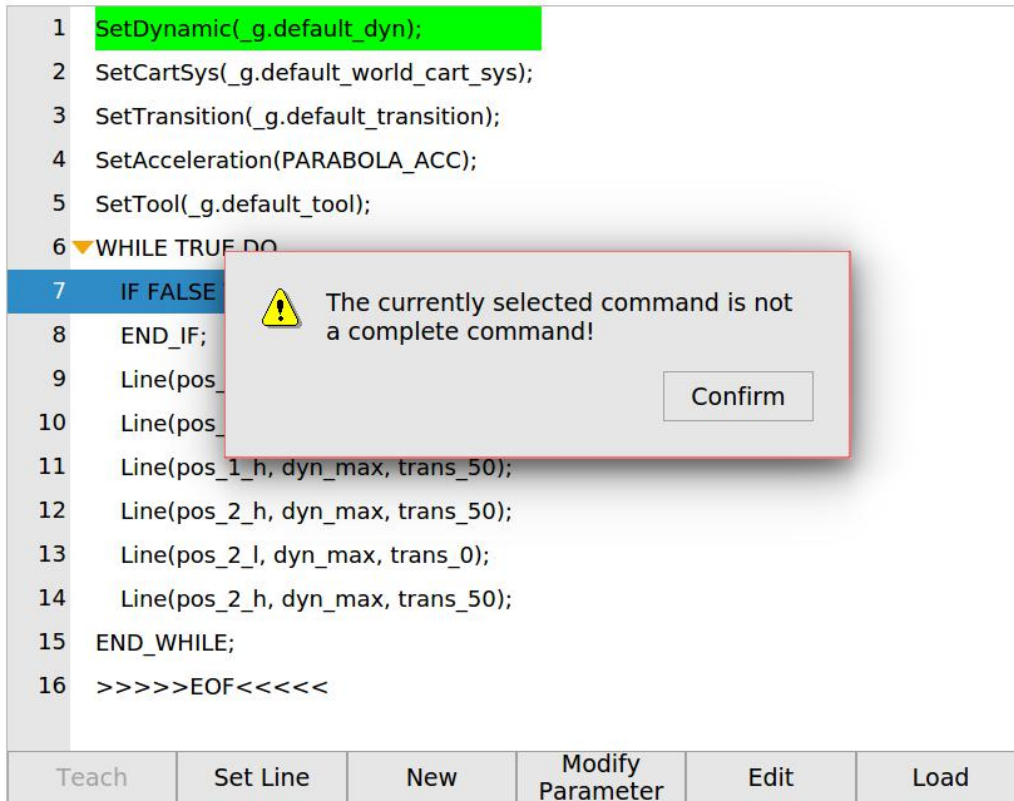 1 SetDynamic(_g.default_dyn);
2 SetCartSys(_g.default_world_cart_sys);
3 SetTransition(_g.default_transition);
4 SetAcceleration(PARABOLA_ACC);
5 SetTool(_g.default_tool);
6 WHILE TRUE DO
7 IF FALSE
The currently selected command is not
a complete command!
Confirm
8 END_IF;
9 Line(pos_
10 Line(pos_
11 Line(pos_1_h, dyn_max, trans_50);
12 Line(pos_2_h, dyn_max, trans_50);
13 Line(pos_2_l, dyn_max, trans_0);
14 Line(pos_2_h, dyn_max, trans_50);
15 END_WHILE;
16 >>>>>EOF<<<<<
Teach Set Line New Modify Parameter Edit Load